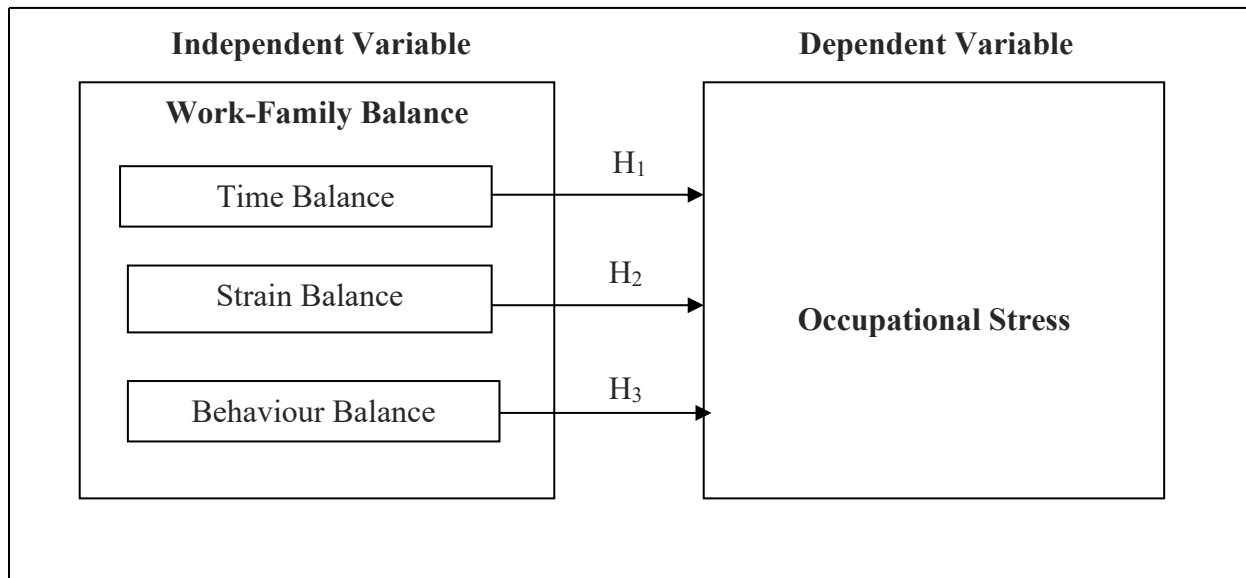 Independent Variable
Dependent Variable
Work-Family Balance
Time Balance
H₁
Strain Balance
H₂
Occupational Stress
Behaviour Balance
H₃